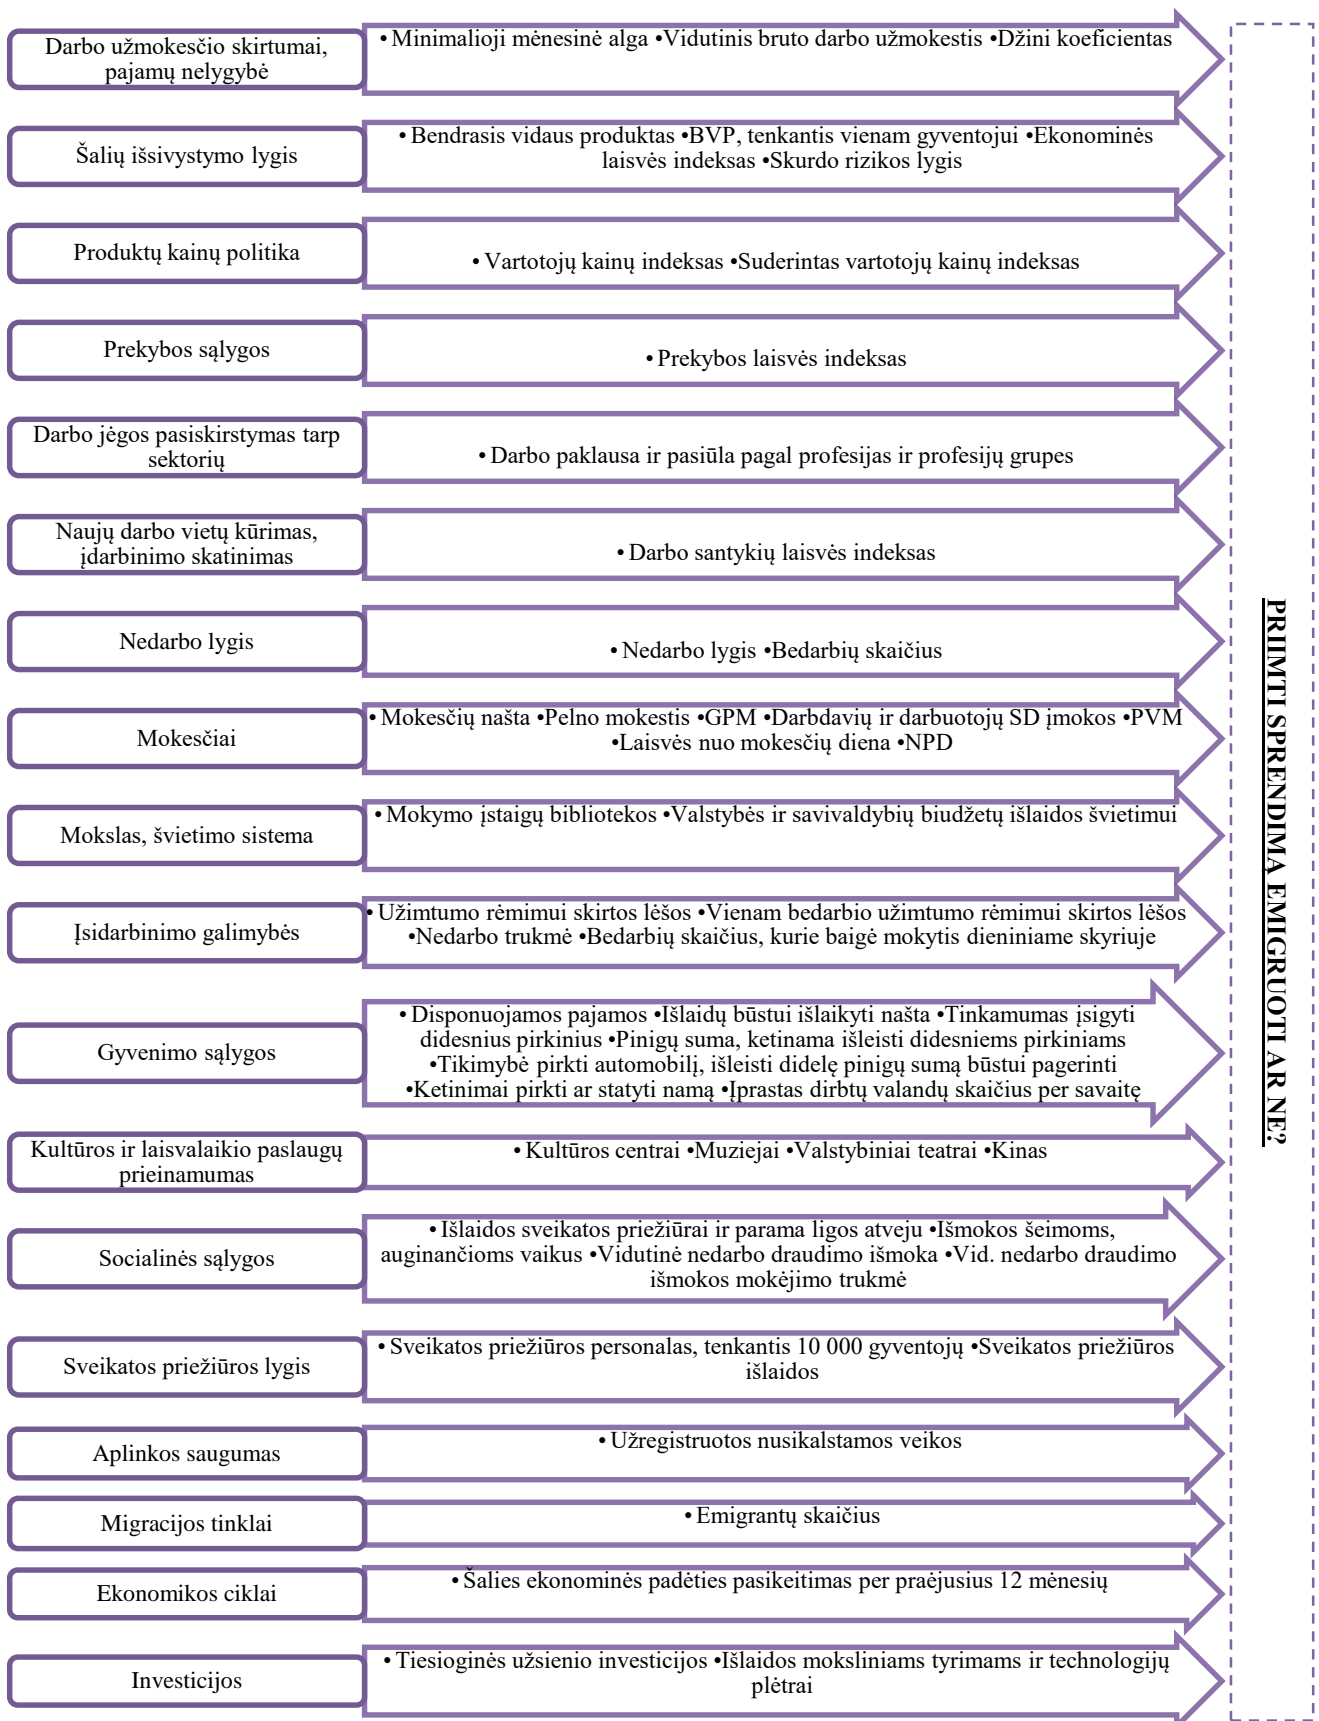 Darbo užmokesčio skirtumai,
pajamų nelygybė
• Minimalioji mėnesinė alga •Vidutinis bruto darbo užmokestis •Džini koeficientas
Šalių išsivystymo lygis
• Bendrasis vidaus produktas •BVP, tenkantis vienam gyventojui •Ekonominės
laisvės indeksas •Skurdo rizikos lygis
Produktų kainų politika
• Vartotojų kainų indeksas •Suderintas vartotojų kainų indeksas
Prekybos sąlygos
• Prekybos laisvės indeksas
Darbo jėgos pasiskirstymas tarp
sektorių
• Darbo paklausa ir pasiūla pagal profesijas ir profesijų grupes
Naujų darbo vietų kūrimas,
įdarbinimo skatinimas
• Darbo santykių laisvės indeksas
Nedarbo lygis
• Nedarbo lygis •Bedarbių skaičius
Mokesčiai
• Mokesčių našta •Pelno mokestis •GPM •Darbdavių ir darbuotojų SD įmokos •PVM
•Laisvės nuo mokesčių diena •NPD
Mokslas, švietimo sistema
• Mokymo įstaigų bibliotekos •Valstybės ir savivaldybių biudžetų išlaidos švietimui
Įsidarbinimo galimybės
• Užimtumo rėmimui skirtos lėšos •Vienam bedarbio užimtumo rėmimui skirtos lėšos
•Nedarbo trukmė •Bedarbių skaičius, kurie baigė mokytis dieniniame skyriuje
Gyvenimo sąlygos
• Disponuojamos pajamos •Išlaidų būstui išlaikyti našta •Tinkamumas įsigyti
didesnius pirkinius •Pinigų suma, ketinama išleisti didesniems pirkiniams
•Tikimybė pirkti automobilį, išleisti didelę pinigų sumą būstui pagerinti
•Ketinimai pirkti ar statyti namą •Įprastas dirbtų valandų skaičius per savaitę
Kultūros ir laisvalaikio paslaugų
prieinamumas
• Kultūros centrai •Muziejai •Valstybiniai teatrai •Kinas
Socialinės sąlygos
• Išlaidos sveikatos priežiūrai ir parama ligos atveju •Išmokos šeimoms,
auginančioms vaikus •Vidutinė nedarbo draudimo išmoka •Vid. nedarbo draudimo
išmokos mokėjimo trukmė
Sveikatos priežiūros lygis
• Sveikatos priežiūros personalas, tenkantis 10 000 gyventojų •Sveikatos priežiūros
išlaidos
Aplinkos saugumas
• Užregistruotos nusikalstamos veikos
Migracijos tinklai
• Emigrantų skaičius
Ekonomikos ciklai
• Šalies ekonominės padėties pasikeitimas per praėjusius 12 mėnesių
Investicijos
• Tiesioginės užsienio investicijos •Išlaidos moksliniams tyrimams ir technologijų
plėtrai
PRIIMTI SPRENDIMĄ EMIGRUOTI AR NE?